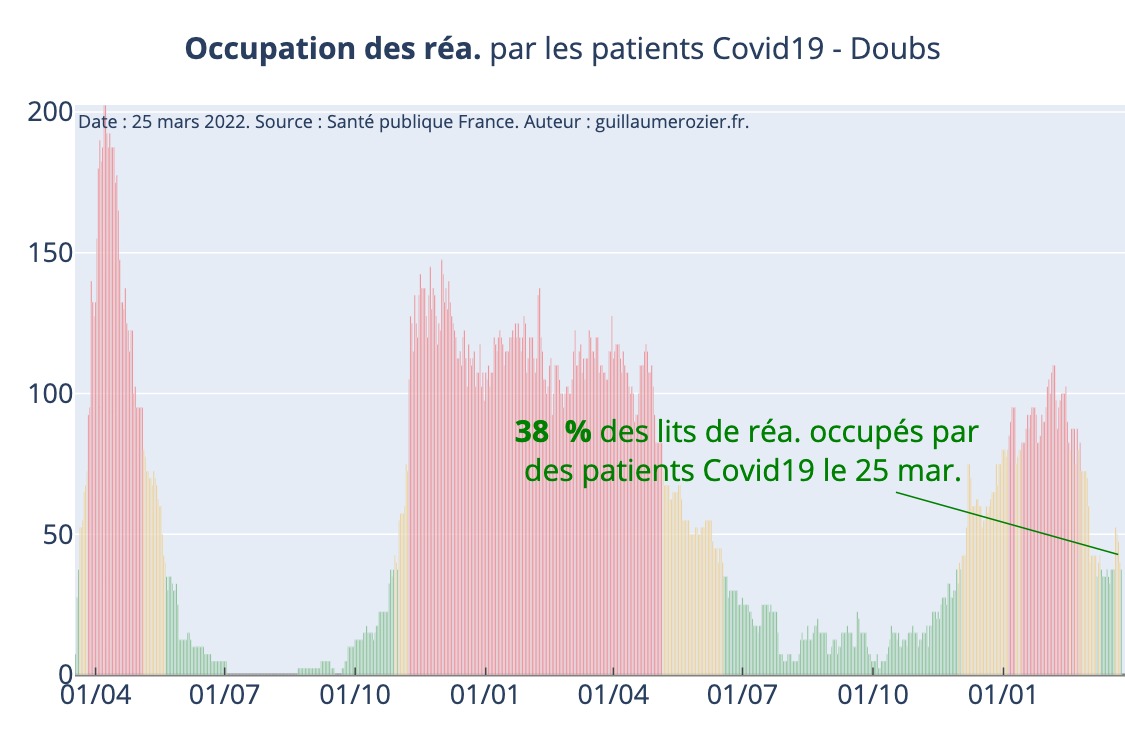 Occupation des réa. par les patients Covid19 - Doubs
200
Date : 25 mars 2022. Source : Santé publique France. Auteur : guillaumerozier.fr.
150
100
38 % des lits de réa. occupés par
des patients Covid19 le 25 mar.
50
0
01/04 01/07 01/10 01/01 01/04 01/07 01/10 01/01